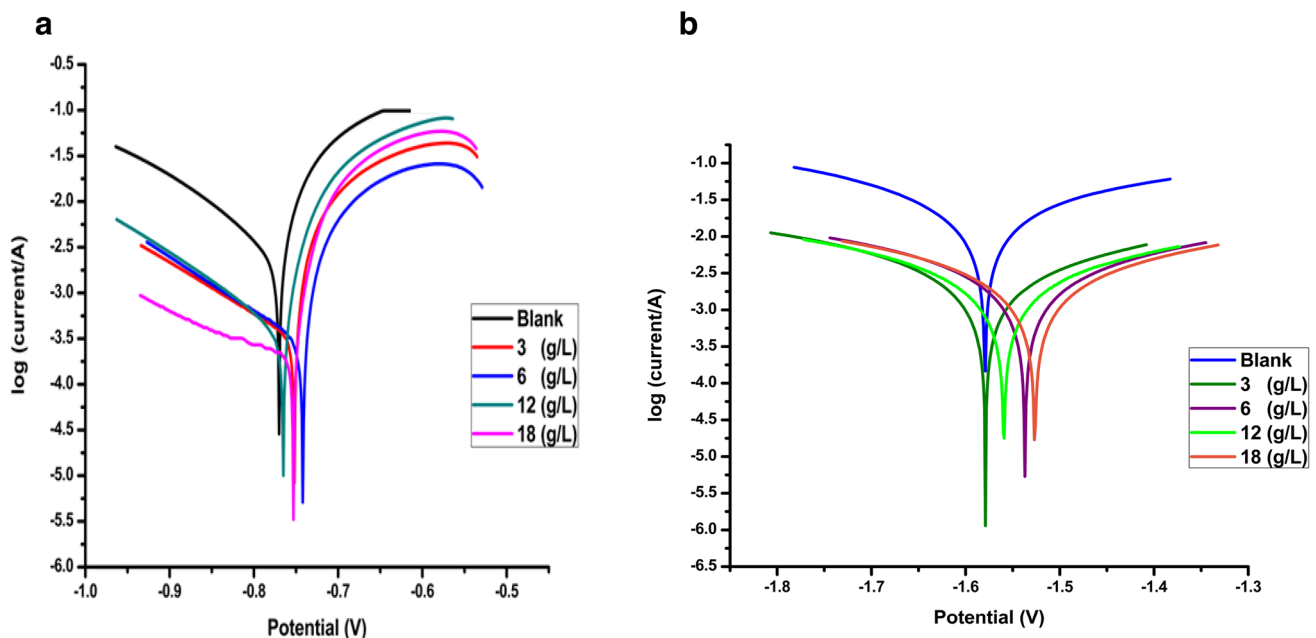 a
-0.5
-1.0
-1.5
-2.0
-2.5
-3.0
-3.5
-4.0
-4.5
-5.0
-5.5
-6.0
log (current/A)
-1.0 -0.9 -0.8 -0.7 -0.6 -0.5
Potential (V)
Blank
3 (g/L)
6 (g/L)
12 (g/L)
18 (g/L)
b
-1.0
-1.5
-2.0
-2.5
-3.0
-3.5
-4.0
-4.5
-5.0
-5.5
-6.0
-6.5
log (current/A)
-1.8 -1.7 -1.6 -1.5 -1.4 -1.3
Potential (V)
Blank
3 (g/L)
6 (g/L)
12 (g/L)
18 (g/L)